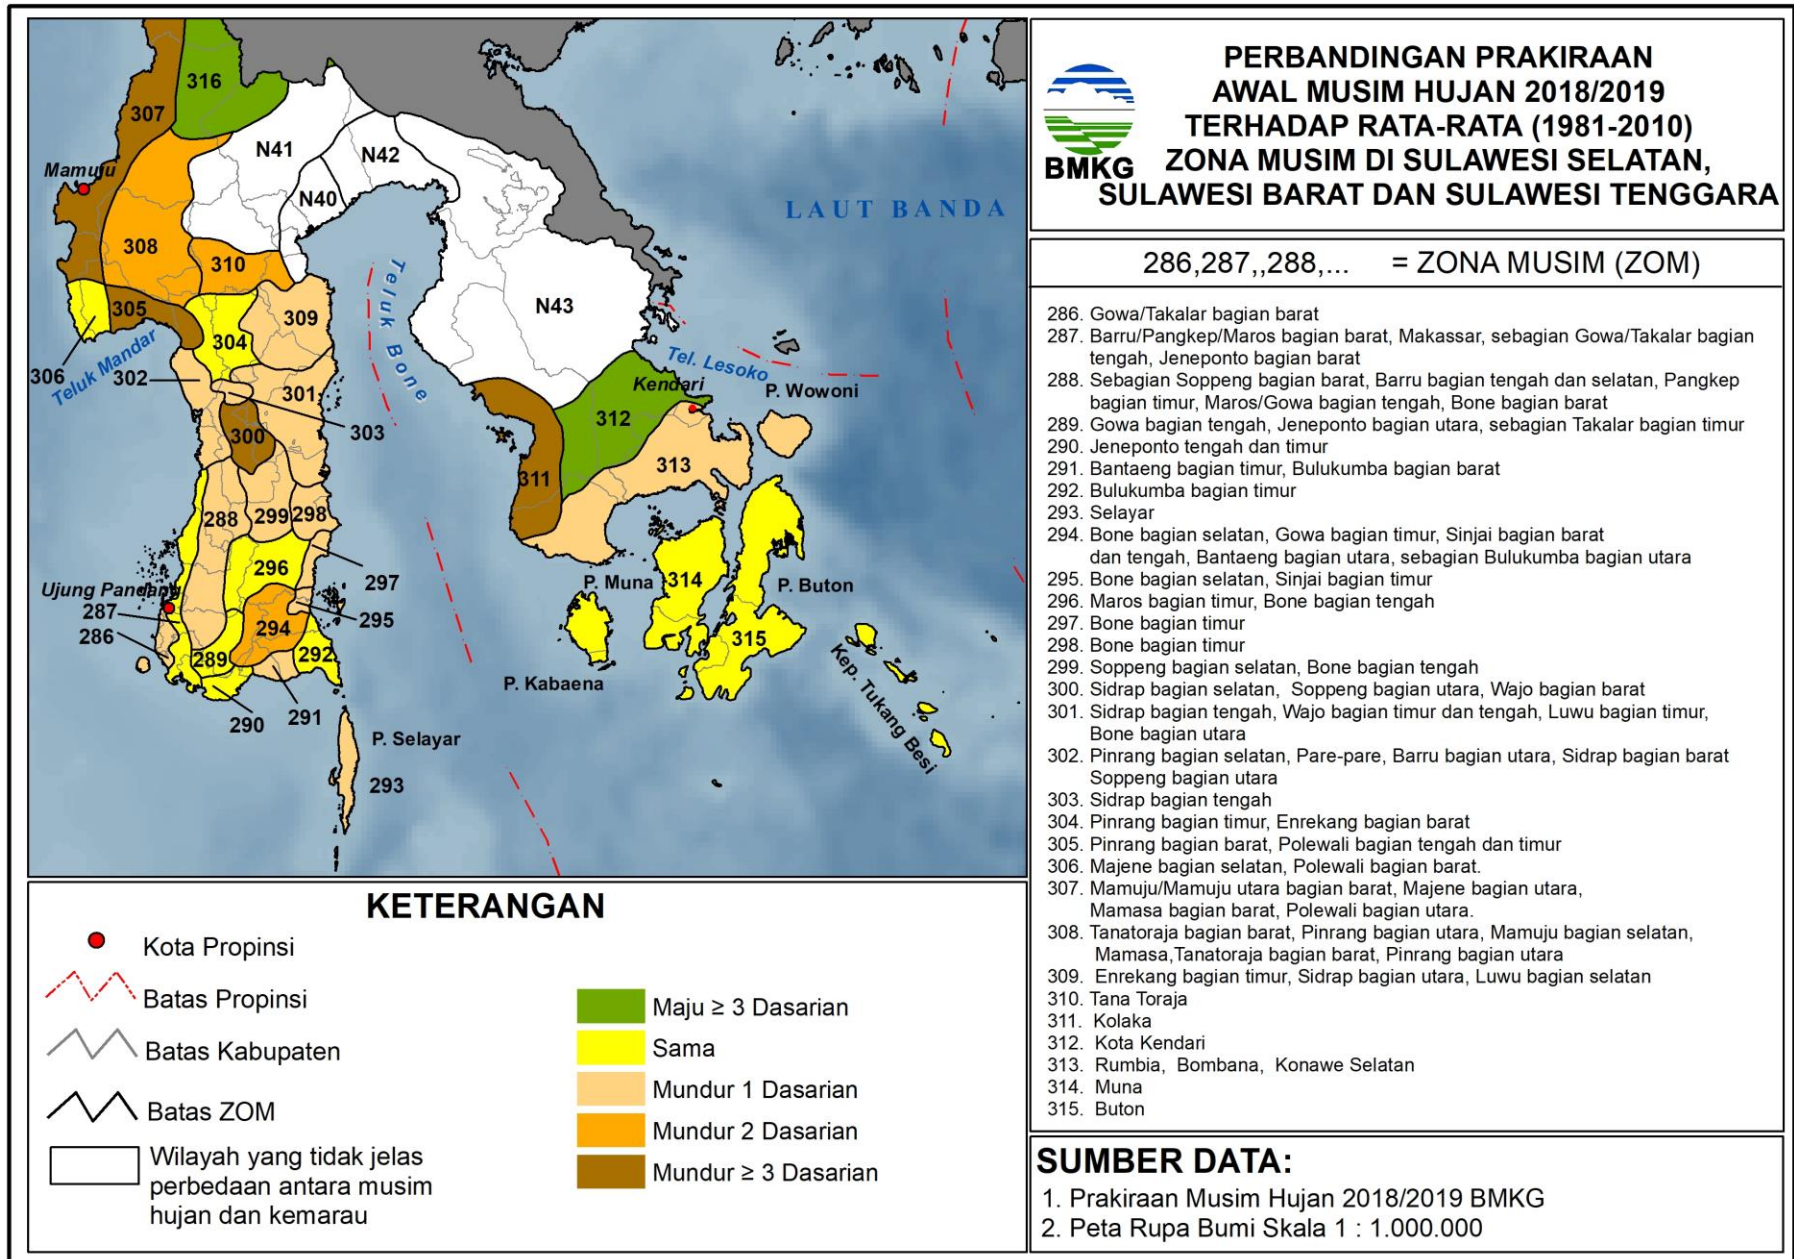 316
307
N41
N42
Mamuju
N40
LAUT BANDA
308
310
Teluk Bone
305
309
N43
304
306
Teluk Mandar
302
Tel. Lesoko
Kendari
P. Wowoni
301
303
300
312
313
311
288
299
298
296
297
P. Muna
314
P. Buton
Ujung Pandang
287
286
294
295
289
292
315
Kep. Tukang Besi
P. Kabaena
290
291
P. Selayar
293
BMKG
PERBANDINGAN PRAKIRAAN
AWAL MUSIM HUJAN 2018/2019
TERHADAP RATA-RATA (1981-2010)
ZONA MUSIM DI SULAWESI SELATAN,
SULAWESI BARAT DAN SULAWESI TENGGARA
286,287,,288,... = ZONA MUSIM (ZOM)
286. Gowa/Takalar bagian barat
287. Barru/Pangkep/Maros bagian barat, Makassar, sebagian Gowa/Takalar bagian
tengah, Jeneponto bagian barat
288. Sebagian Soppeng bagian barat, Barru bagian tengah dan selatan, Pangkep
bagian timur, Maros/Gowa bagian tengah, Bone bagian barat
289. Gowa bagian tengah, Jeneponto bagian utara, sebagian Takalar bagian timur
290. Jeneponto tengah dan timur
291. Bantaeng bagian timur, Bulukumba bagian barat
292. Bulukumba bagian timur
293. Selayar
294. Bone bagian selatan, Gowa bagian timur, Sinjai bagian barat
dan tengah, Bantaeng bagian utara, sebagian Bulukumba bagian utara
295. Bone bagian selatan, Sinjai bagian timur
296. Maros bagian timur, Bone bagian tengah
297. Bone bagian timur
298. Bone bagian timur
299. Soppeng bagian selatan, Bone bagian tengah
300. Sidrap bagian selatan, Soppeng bagian utara, Wajo bagian barat
301. Sidrap bagian tengah, Wajo bagian timur dan tengah, Luwu bagian timur,
Bone bagian utara
302. Pinrang bagian selatan, Pare-pare, Barru bagian utara, Sidrap bagian barat
Soppeng bagian utara
303. Sidrap bagian tengah
304. Pinrang bagian timur, Enrekang bagian barat
305. Pinrang bagian barat, Polewali bagian tengah dan timur
306. Majene bagian selatan, Polewali bagian barat.
307. Mamuju/Mamuju utara bagian barat, Majene bagian utara,
Mamasa bagian barat, Polewali bagian utara.
308. Tanatoraja bagian barat, Pinrang bagian utara, Mamuju bagian selatan,
Mamasa,Tanatoraja bagian barat, Pinrang bagian utara
309. Enrekang bagian timur, Sidrap bagian utara, Luwu bagian selatan
310. Tana Toraja
311. Kolaka
312. Kota Kendari
313. Rumbia, Bombana, Konawe Selatan
314. Muna
315. Buton
KETERANGAN
Kota Propinsi
Batas Propinsi
Batas Kabupaten
Batas ZOM
Wilayah yang tidak jelas
perbedaan antara musim
hujan dan kemarau
Maju ≥ 3 Dasarian
Sama
Mundur 1 Dasarian
Mundur 2 Dasarian
Mundur ≥ 3 Dasarian
SUMBER DATA:
1. Prakiraan Musim Hujan 2018/2019 BMKG
2. Peta Rupa Bumi Skala 1 : 1.000.000